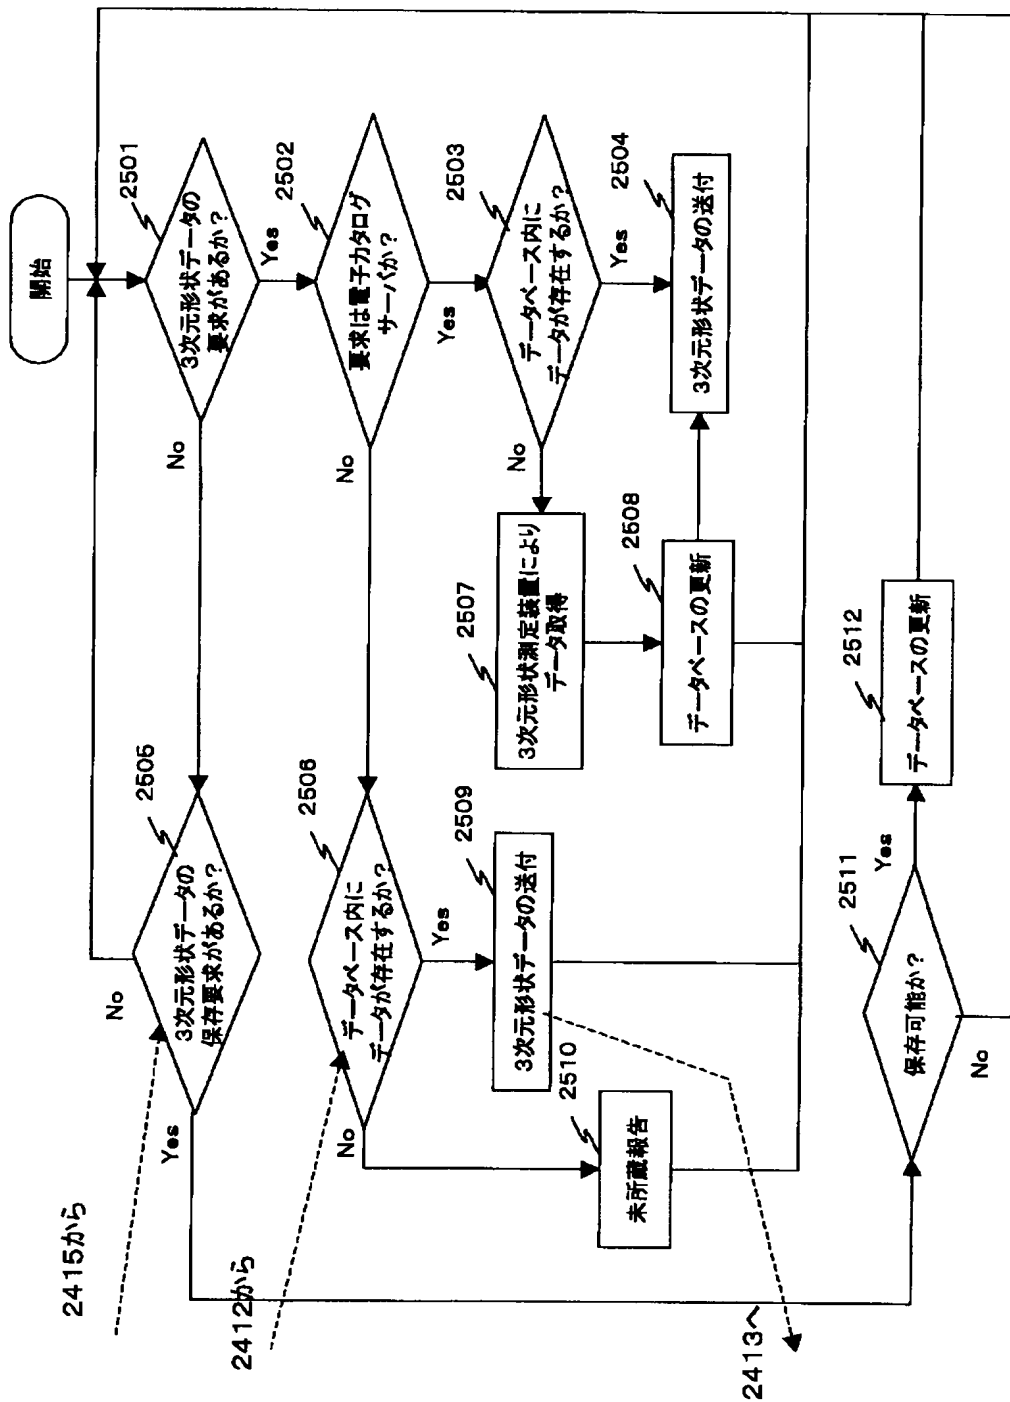 開始
2501
3次元形状データの
要求があるか？
Yes
No
2502
要求は電子カタログ
サーバか？
Yes
No
2503
データベース内に
データが存在するか？
Yes
No
2504
3次元形状データの送付
2505
3次元形状データの
保存要求があるか？
No
Yes
2506
データベース内に
データが存在するか？
Yes
No
2507
3次元形状測定装置により
データ取得
2508
データベースの更新
2509
3次元形状データの送付
2510
未所蔵報告
2511
保存可能か？
Yes
No
2512
データベースの更新
2415から
2412から
2413へ